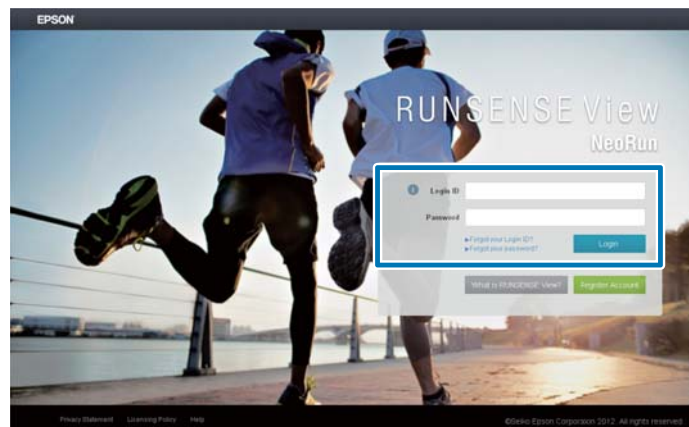 EPSON
RUNSENSE View
NeoRun
i Login ID
Password
▶Forgot your Login ID?
▶Forgot your password?
Login
What is RUNSENSE View?
Register Account
Privacy Statement Licensing Policy Help
©Seiko Epson Corporation 2012. All rights reserved.